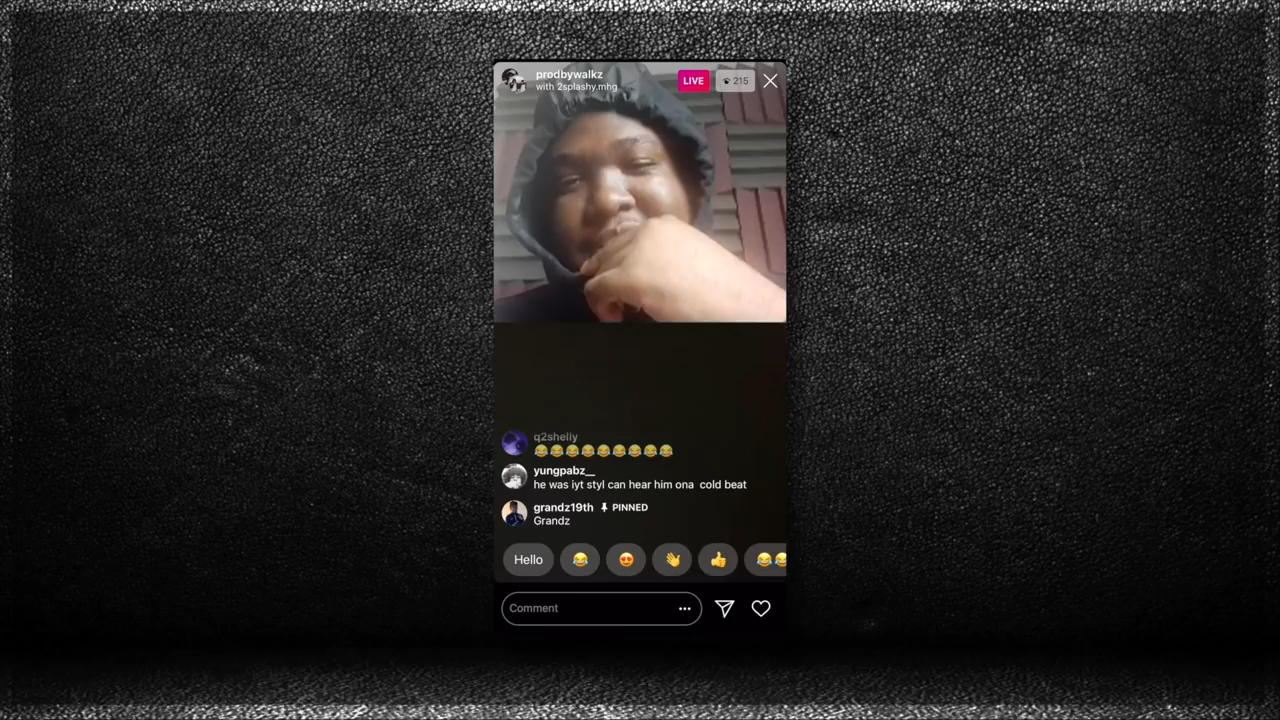 prodbywalkz
with 2splashy.mhg
LIVE
215
q2shelly
😂😂😂😂😂😂😂😂😂
yungpabz__
he was iyt styl can hear him ona cold beat
grandz19th PINNED
Grandz
Hello
Comment